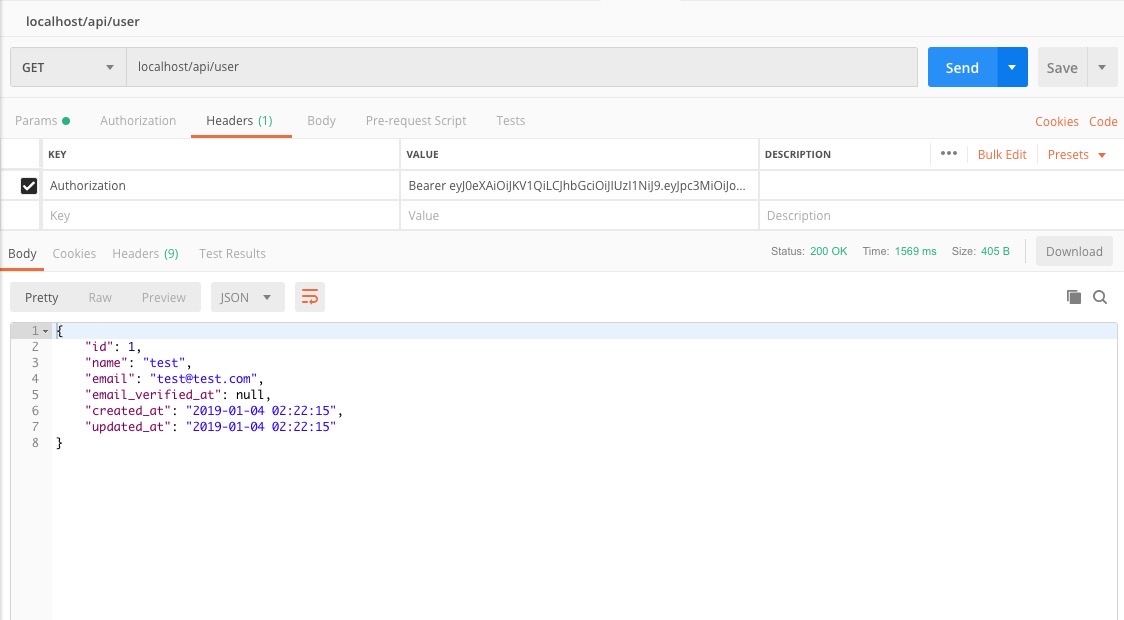 localhost/api/user
GET localhost/api/user Send Save
Params Authorization Headers (1) Body Pre-request Script Tests Cookies Code
KEY VALUE DESCRIPTION ••• Bulk Edit Presets
Authorization Bearer eyJ0eXAiOiJKV1QiLCJhbGciOiJIUzI1NiJ9.eyJpc3MiOiJo...
Key Value Description
Body Cookies Headers (9) Test Results Status: 200 OK Time: 1569 ms Size: 405 B Download
Pretty Raw Preview JSON
1 {
2 "id": 1,
3 "name": "test",
4 "email": "test@test.com",
5 "email_verified_at": null,
6 "created_at": "2019-01-04 02:22:15",
7 "updated_at": "2019-01-04 02:22:15"
8 }